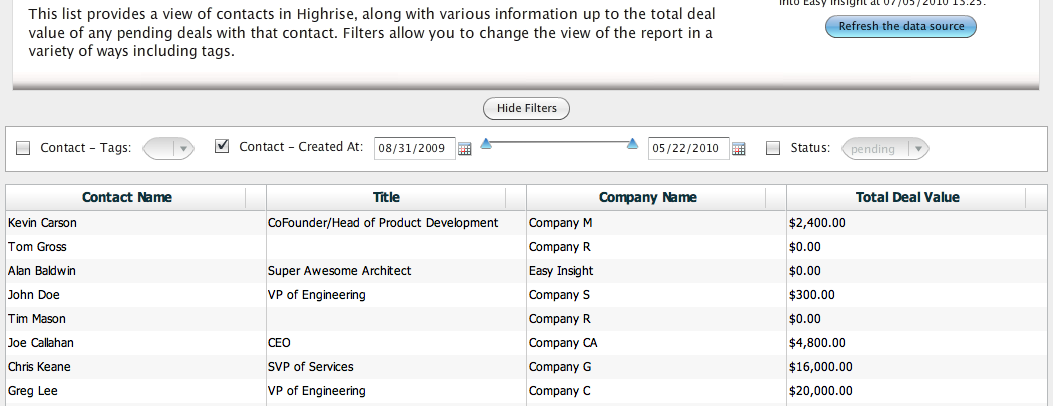 into Easy Insight at 07/05/2010 13:25.
This list provides a view of contacts in Highrise, along with various information up to the total deal
value of any pending deals with that contact. Filters allow you to change the view of the report in a
variety of ways including tags.
Refresh the data source
Hide Filters
Contact - Tags: Contact - Created At: 08/31/2009 05/22/2010 Status: pending
Contact Name Title Company Name Total Deal Value
Kevin Carson CoFounder/Head of Product Development Company M $2,400.00
Tom Gross Company R $0.00
Alan Baldwin Super Awesome Architect Easy Insight $0.00
John Doe VP of Engineering Company S $300.00
Tim Mason Company R $0.00
Joe Callahan CEO Company CA $4,800.00
Chris Keane SVP of Services Company G $16,000.00
Greg Lee VP of Engineering Company C $20,000.00